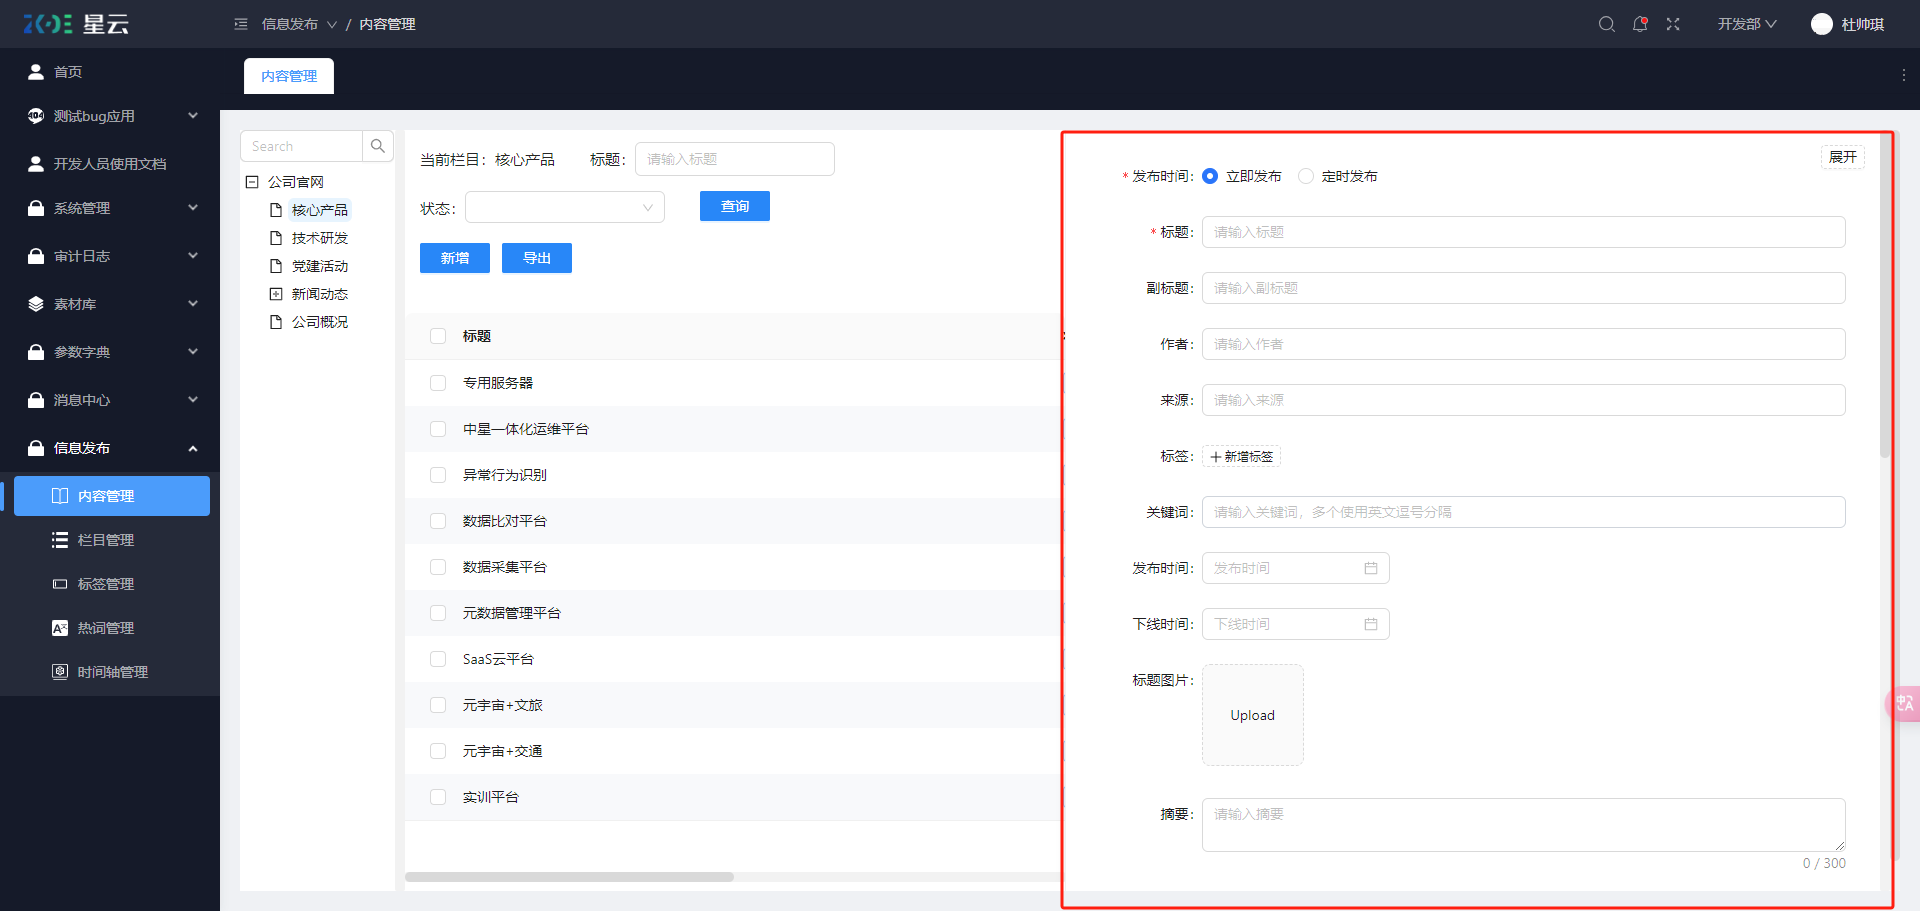 星云
信息发布 / 内容管理
开发部
杜帅琪
首页
测试bug应用
开发人员使用文档
系统管理
审计日志
素材库
参数字典
消息中心
信息发布
内容管理
栏目管理
标签管理
热词管理
时间轴管理
内容管理
Search
公司官网
核心产品
技术研发
党建活动
新闻动态
公司概况
当前栏目：核心产品
标题：
请输入标题
状态：
查询
新增
导出
标题
专用服务器
中星一体化运维平台
异常行为识别
数据比对平台
数据采集平台
元数据管理平台
SaaS云平台
元宇宙+文旅
元宇宙+交通
实训平台
展开
* 发布时间： 立即发布 定时发布
* 标题： 请输入标题
副标题： 请输入副标题
作者： 请输入作者
来源： 请输入来源
标签： +新增标签
关键词： 请输入关键词，多个使用英文逗号分隔
发布时间： 发布时间
下线时间： 下线时间
标题图片： Upload
摘要： 请输入摘要
0 / 300